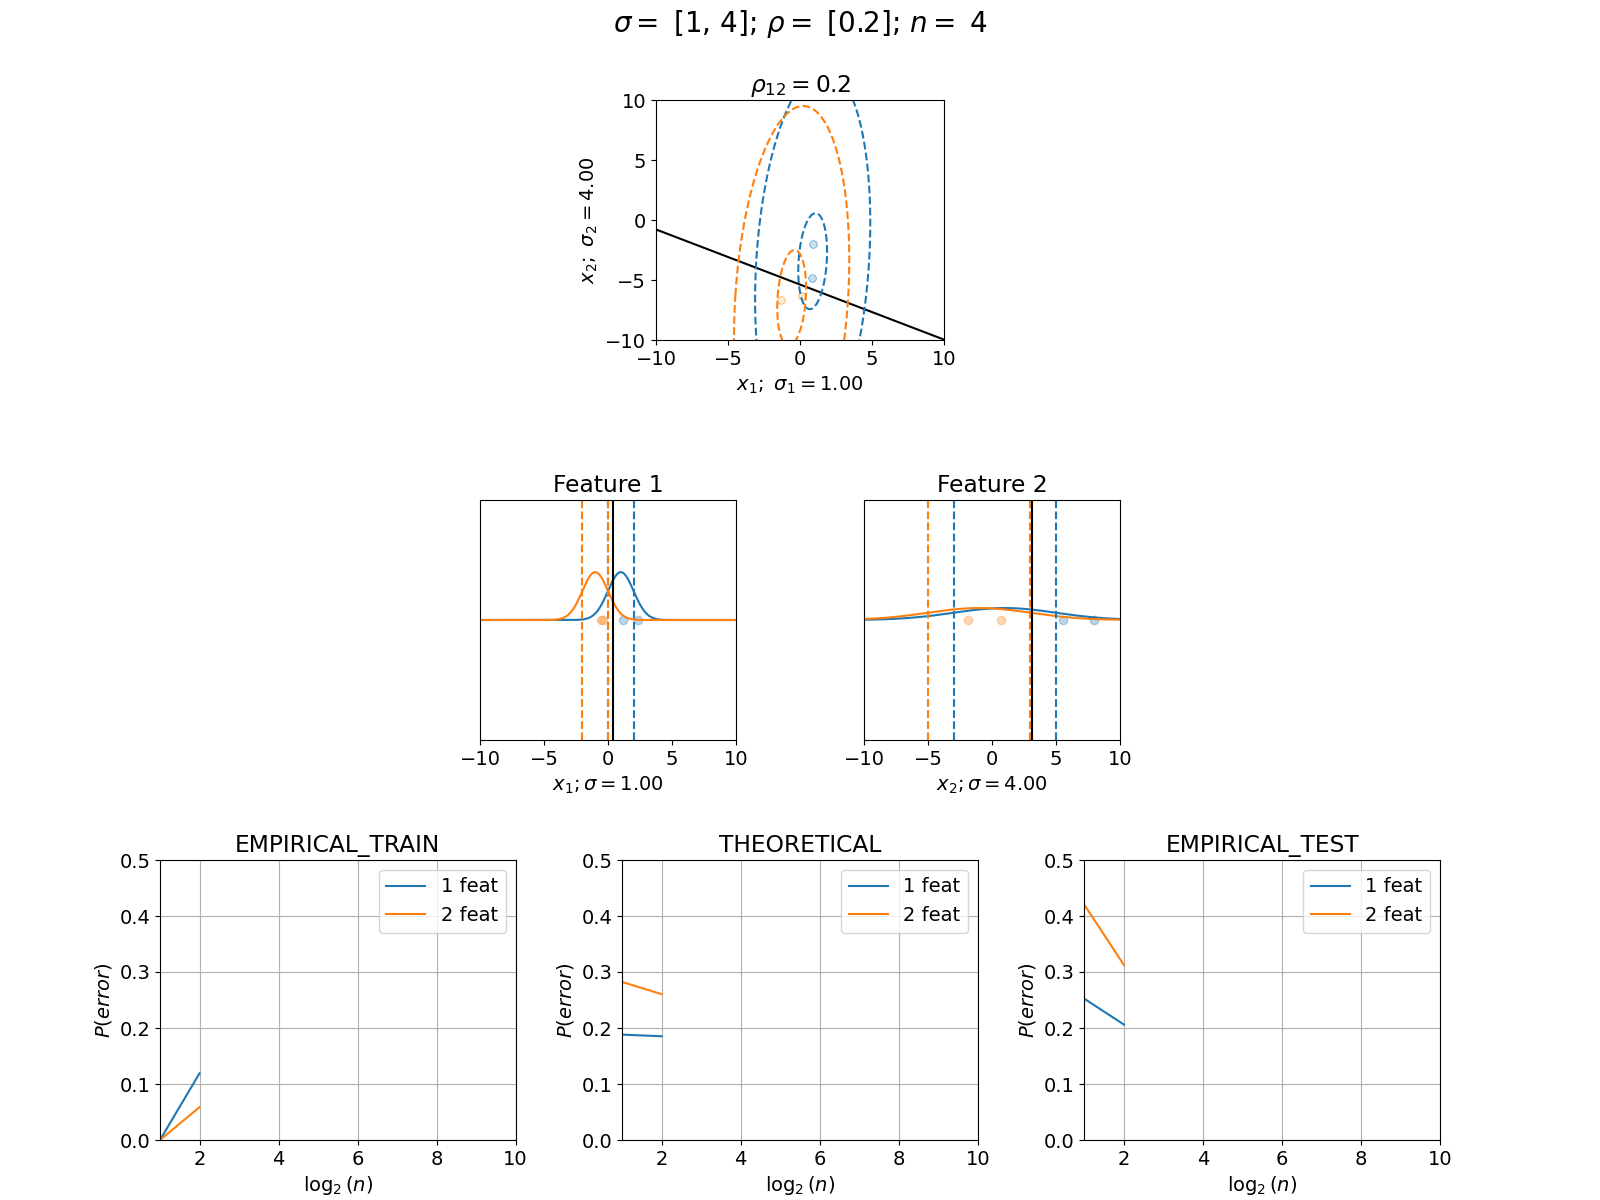 σ = [1, 4]; ρ = [0.2]; n = 4
ρ₁₂ = 0.2
10
5
0
−5
−10
x₂; σ₂ = 4.00
−10 −5 0 5 10
x₁; σ₁ = 1.00
Feature 1
−10 −5 0 5 10
x₁; σ = 1.00
Feature 2
−10 −5 0 5 10
x₂; σ = 4.00
EMPIRICAL_TRAIN
0.5
0.4
0.3
0.2
0.1
0.0
P(error)
1 feat
2 feat
2 4 6 8 10
log₂(n)
THEORETICAL
0.5
0.4
0.3
0.2
0.1
0.0
P(error)
1 feat
2 feat
2 4 6 8 10
log₂(n)
EMPIRICAL_TEST
0.5
0.4
0.3
0.2
0.1
0.0
P(error)
1 feat
2 feat
2 4 6 8 10
log₂(n)